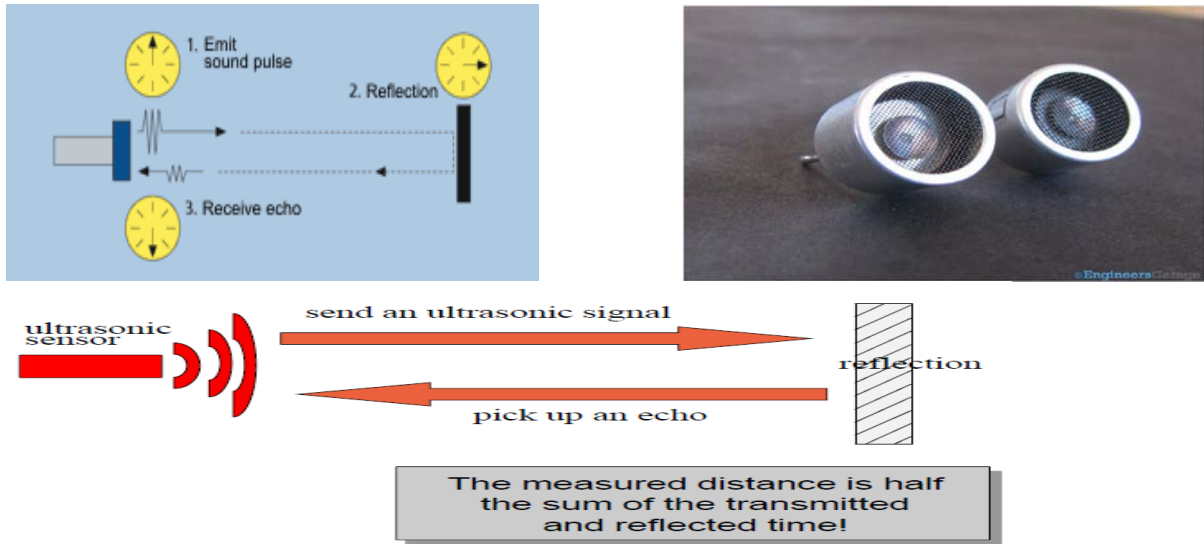 1. Emit
sound pulse
2. Reflection
3. Receive echo
©EngineersGarage
ultrasonic
sensor
send an ultrasonic signal
reflection
pick up an echo
The measured distance is half
the sum of the transmitted
and reflected time!